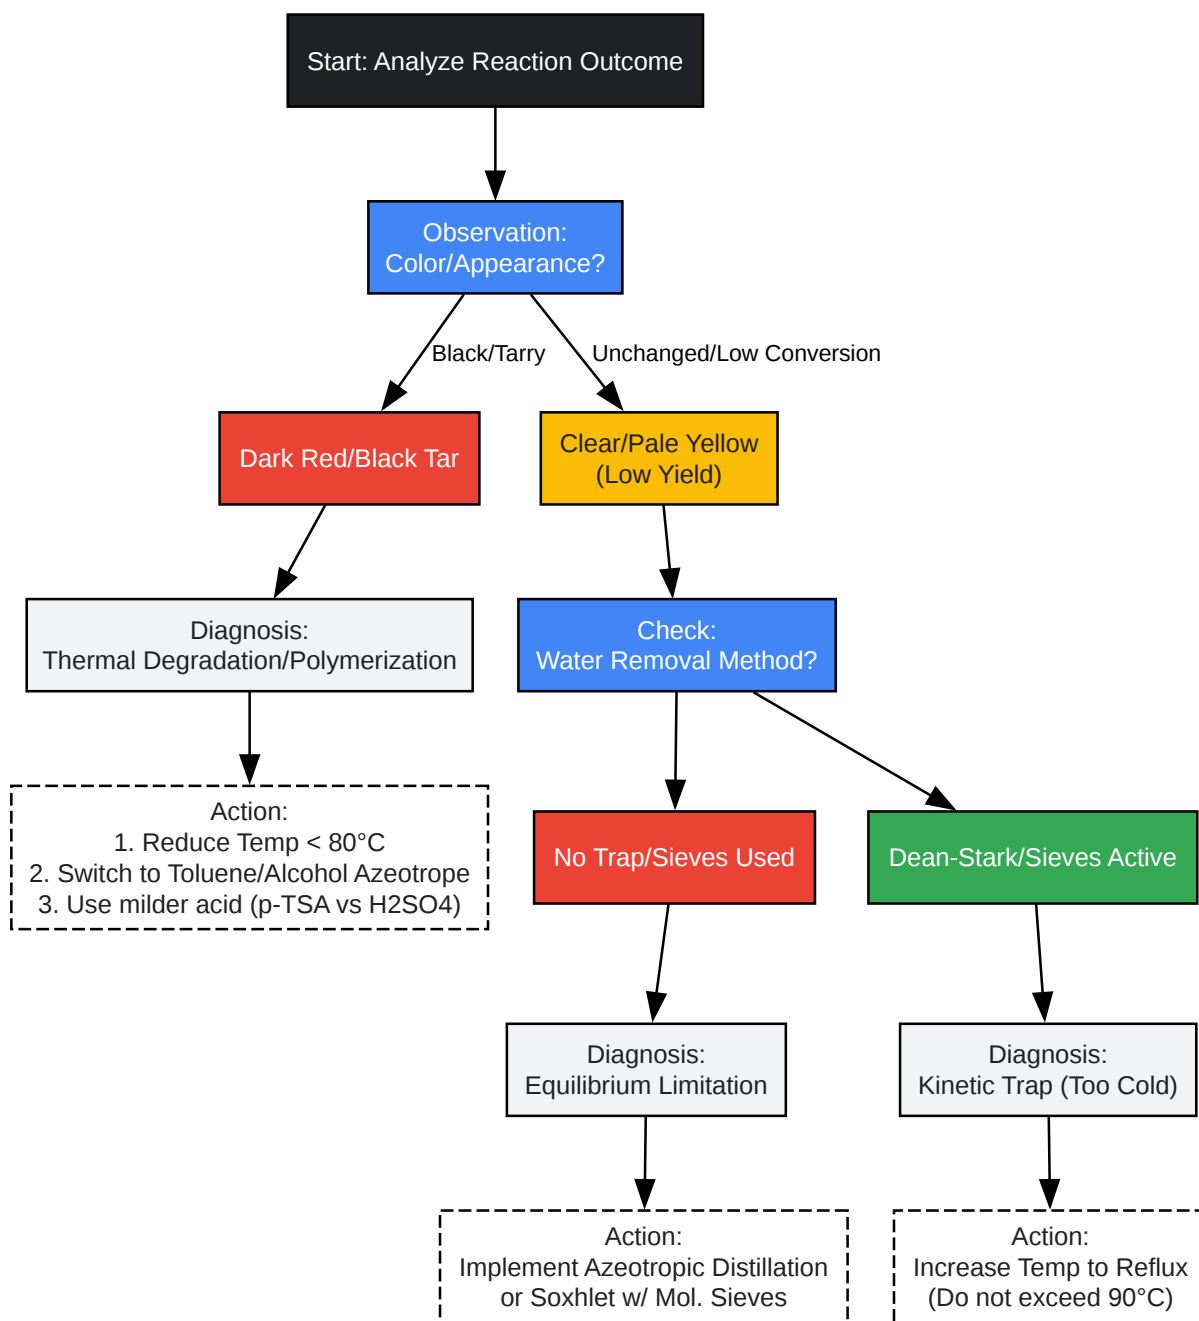 Start: Analyze Reaction Outcome
Observation:
Color/Appearance?
Black/Tarry
Unchanged/Low Conversion
Dark Red/Black Tar
Clear/Pale Yellow
(Low Yield)
Diagnosis:
Thermal Degradation/Polymerization
Check:
Water Removal Method?
Action:
1. Reduce Temp < 80°C
2. Switch to Toluene/Alcohol Azeotrope
3. Use milder acid (p-TSA vs H2SO4)
No Trap/Sieves Used
Dean-Stark/Sieves Active
Diagnosis:
Equilibrium Limitation
Diagnosis:
Kinetic Trap (Too Cold)
Action:
Implement Azeotropic Distillation
or Soxhlet w/ Mol. Sieves
Action:
Increase Temp to Reflux
(Do not exceed 90°C)